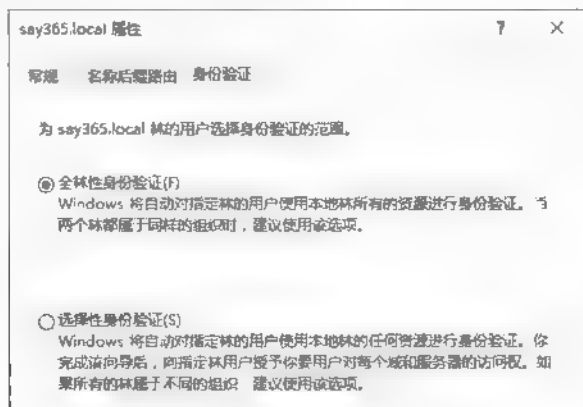 say365.local 属性
?
×
常规 名称后缀路由 身份验证
为 say365.local 林的用户选择身份验证的范围。
全林性身份验证(F)
Windows 将自动对指定林的用户使用本地林所有的资源进行身份验证。当
两个林都属于同样的组织时，建议使用该选项。
选择性身份验证(S)
Windows 将自动对指定林的用户使用本地林的任何资源进行身份验证。你
完成该向导后，向指定林用户授予你要用户对每个域和服务器的访问权。如
果所有的林属于不同的组织 建议使用该选项。